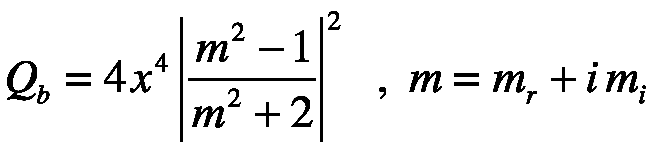 Q_b = 4x^4 |(m^2 − 1)/(m^2 + 2)|^2 , m = m_r + i m_i